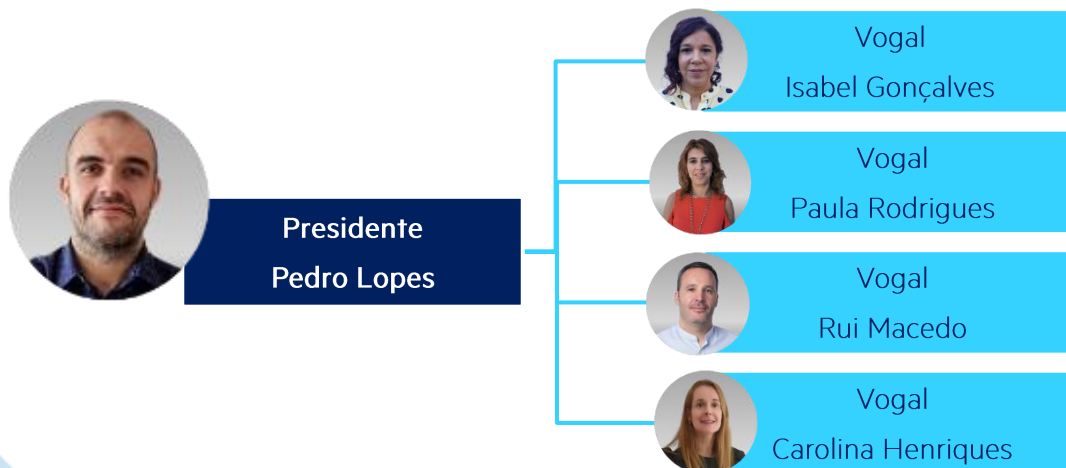 Presidente
Pedro Lopes
Vogal
Isabel Gonçalves
Vogal
Paula Rodrigues
Vogal
Rui Macedo
Vogal
Carolina Henriques